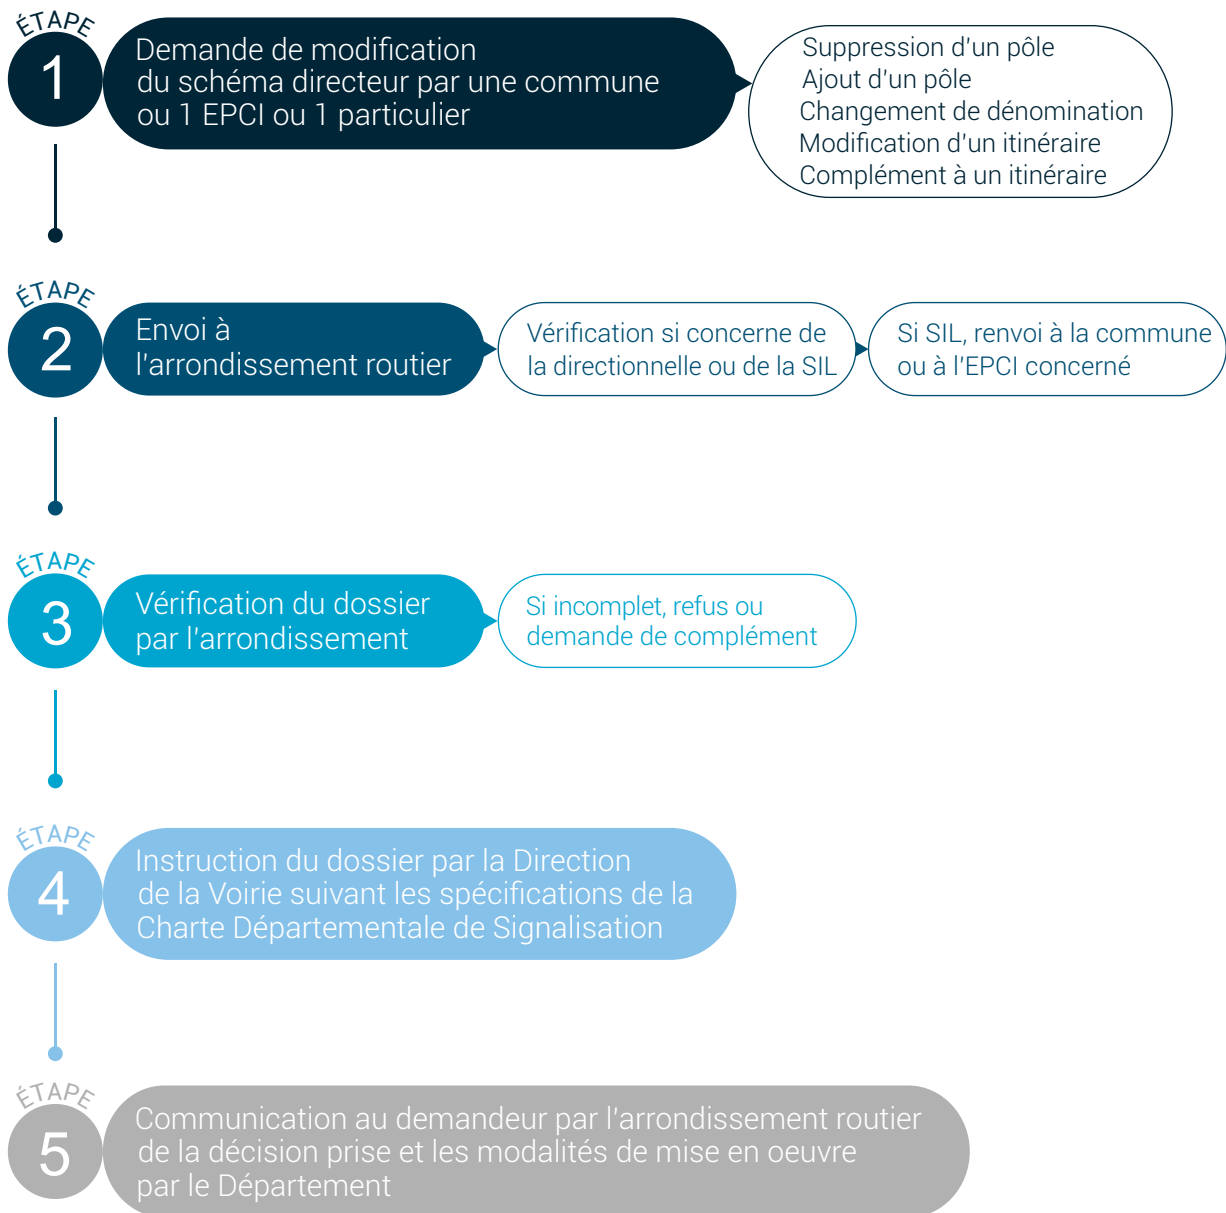 ÉTAPE
1
Demande de modification
du schéma directeur par une commune
ou 1 EPCI ou 1 particulier
Suppression d'un pôle
Ajout d'un pôle
Changement de dénomination
Modification d'un itinéraire
Complément à un itinéraire
ÉTAPE
2
Envoi à
l'arrondissement routier
Vérification si concerne de
la directionnelle ou de la SIL
Si SIL, renvoi à la commune
ou à l'EPCI concerné
ÉTAPE
3
Vérification du dossier
par l'arrondissement
Si incomplet, refus ou
demande de complément
ÉTAPE
4
Instruction du dossier par la Direction
de la Voirie suivant les spécifications de la
Charte Départementale de Signalisation
ÉTAPE
5
Communication au demandeur par l'arrondissement routier
de la décision prise et les modalités de mise en oeuvre
par le Département